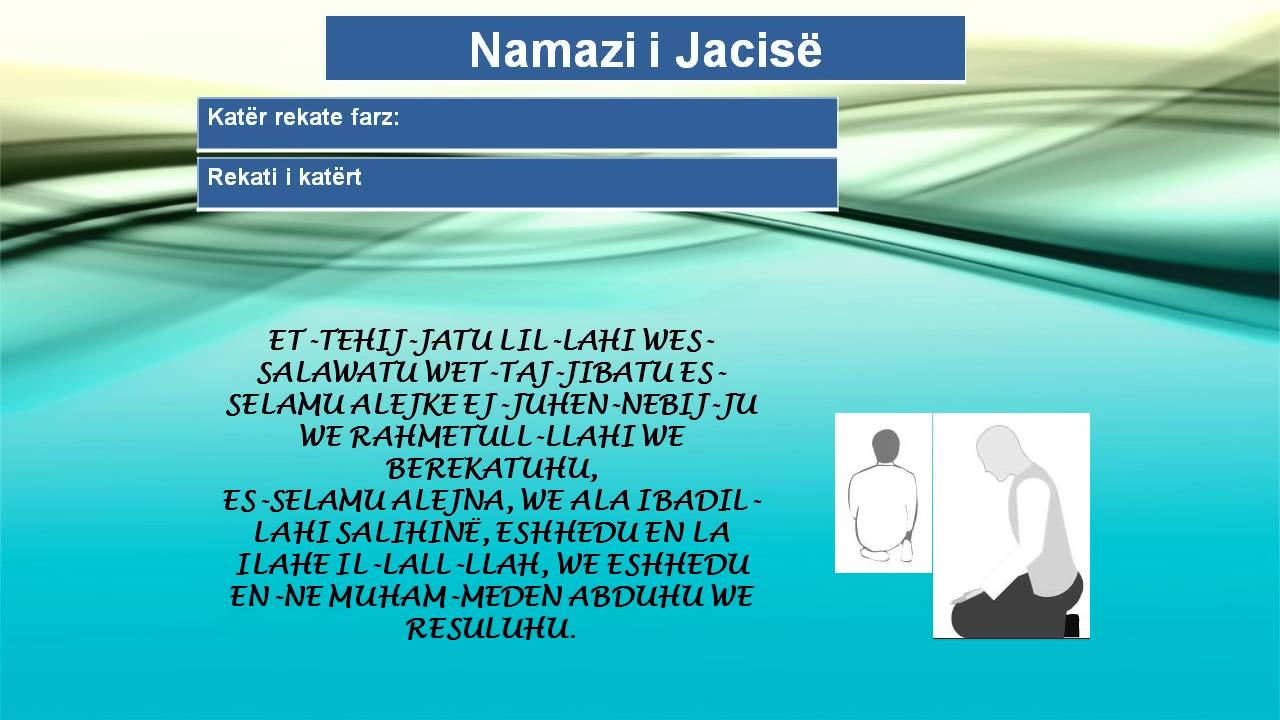 Namazi i Jacisë
Katër rekate farz:
Rekati i katërt
ET-TEHIJ-JATU LIL-LAHI WES-
SALAWATU WET-TAJ-JIBATU ES-
SELAMU ALEJKE EJ-JUHEN-NEBIJ-JU
WE RAHMETULL-LLAHI WE
BEREKATUHU,
ES-SELAMU ALEJNA, WE ALA IBADIL-
LAHI SALIHINË, ESHHEDU EN LA
ILAHE IL-LALL-LLAH, WE ESHHEDU
EN-NE MUHAM-MEDEN ABDUHU WE
RESULUHU.